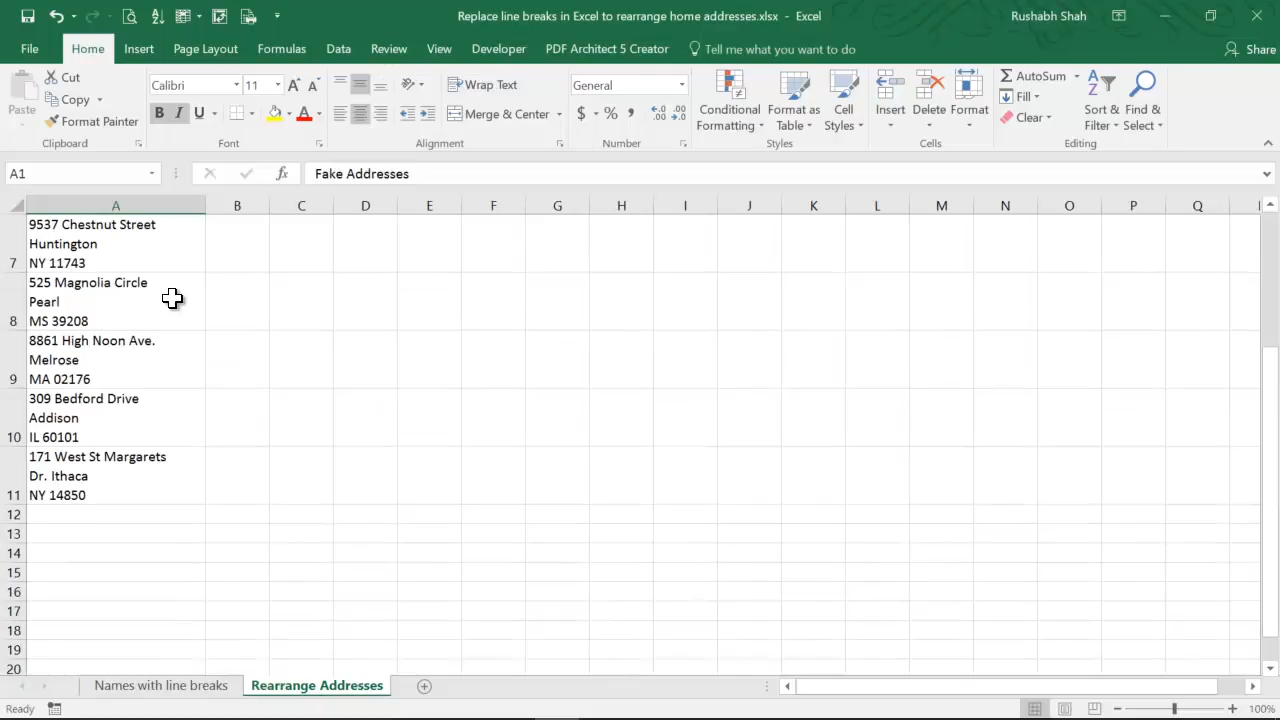 Replace line breaks in Excel to rearrange home addresses.xlsx - Excel
Rushabh Shah
File Home Insert Page Layout Formulas Data Review View Developer PDF Architect 5 Creator Tell me what you want to do Share
Paste
Cut
Copy
Format Painter
Clipboard
Calibri 11
B I U
Font
Wrap Text
Merge & Center
Alignment
General
$ % ,
Number
Conditional Formatting
Format as Table
Cell Styles
Styles
Insert Delete Format
Cells
AutoSum
Fill
Clear
Sort & Filter
Find & Select
Editing
A1 fx Fake Addresses
A B C D E F G H I J K L M N O P Q
9537 Chestnut Street
Huntington
7 NY 11743
525 Magnolia Circle
Pearl
8 MS 39208
8861 High Noon Ave.
Melrose
9 MA 02176
309 Bedford Drive
Addison
10 IL 60101
171 West St Margarets
Dr. Ithaca
11 NY 14850
12
13
14
15
16
17
18
19
20
Names with line breaks Rearrange Addresses
Ready 100%